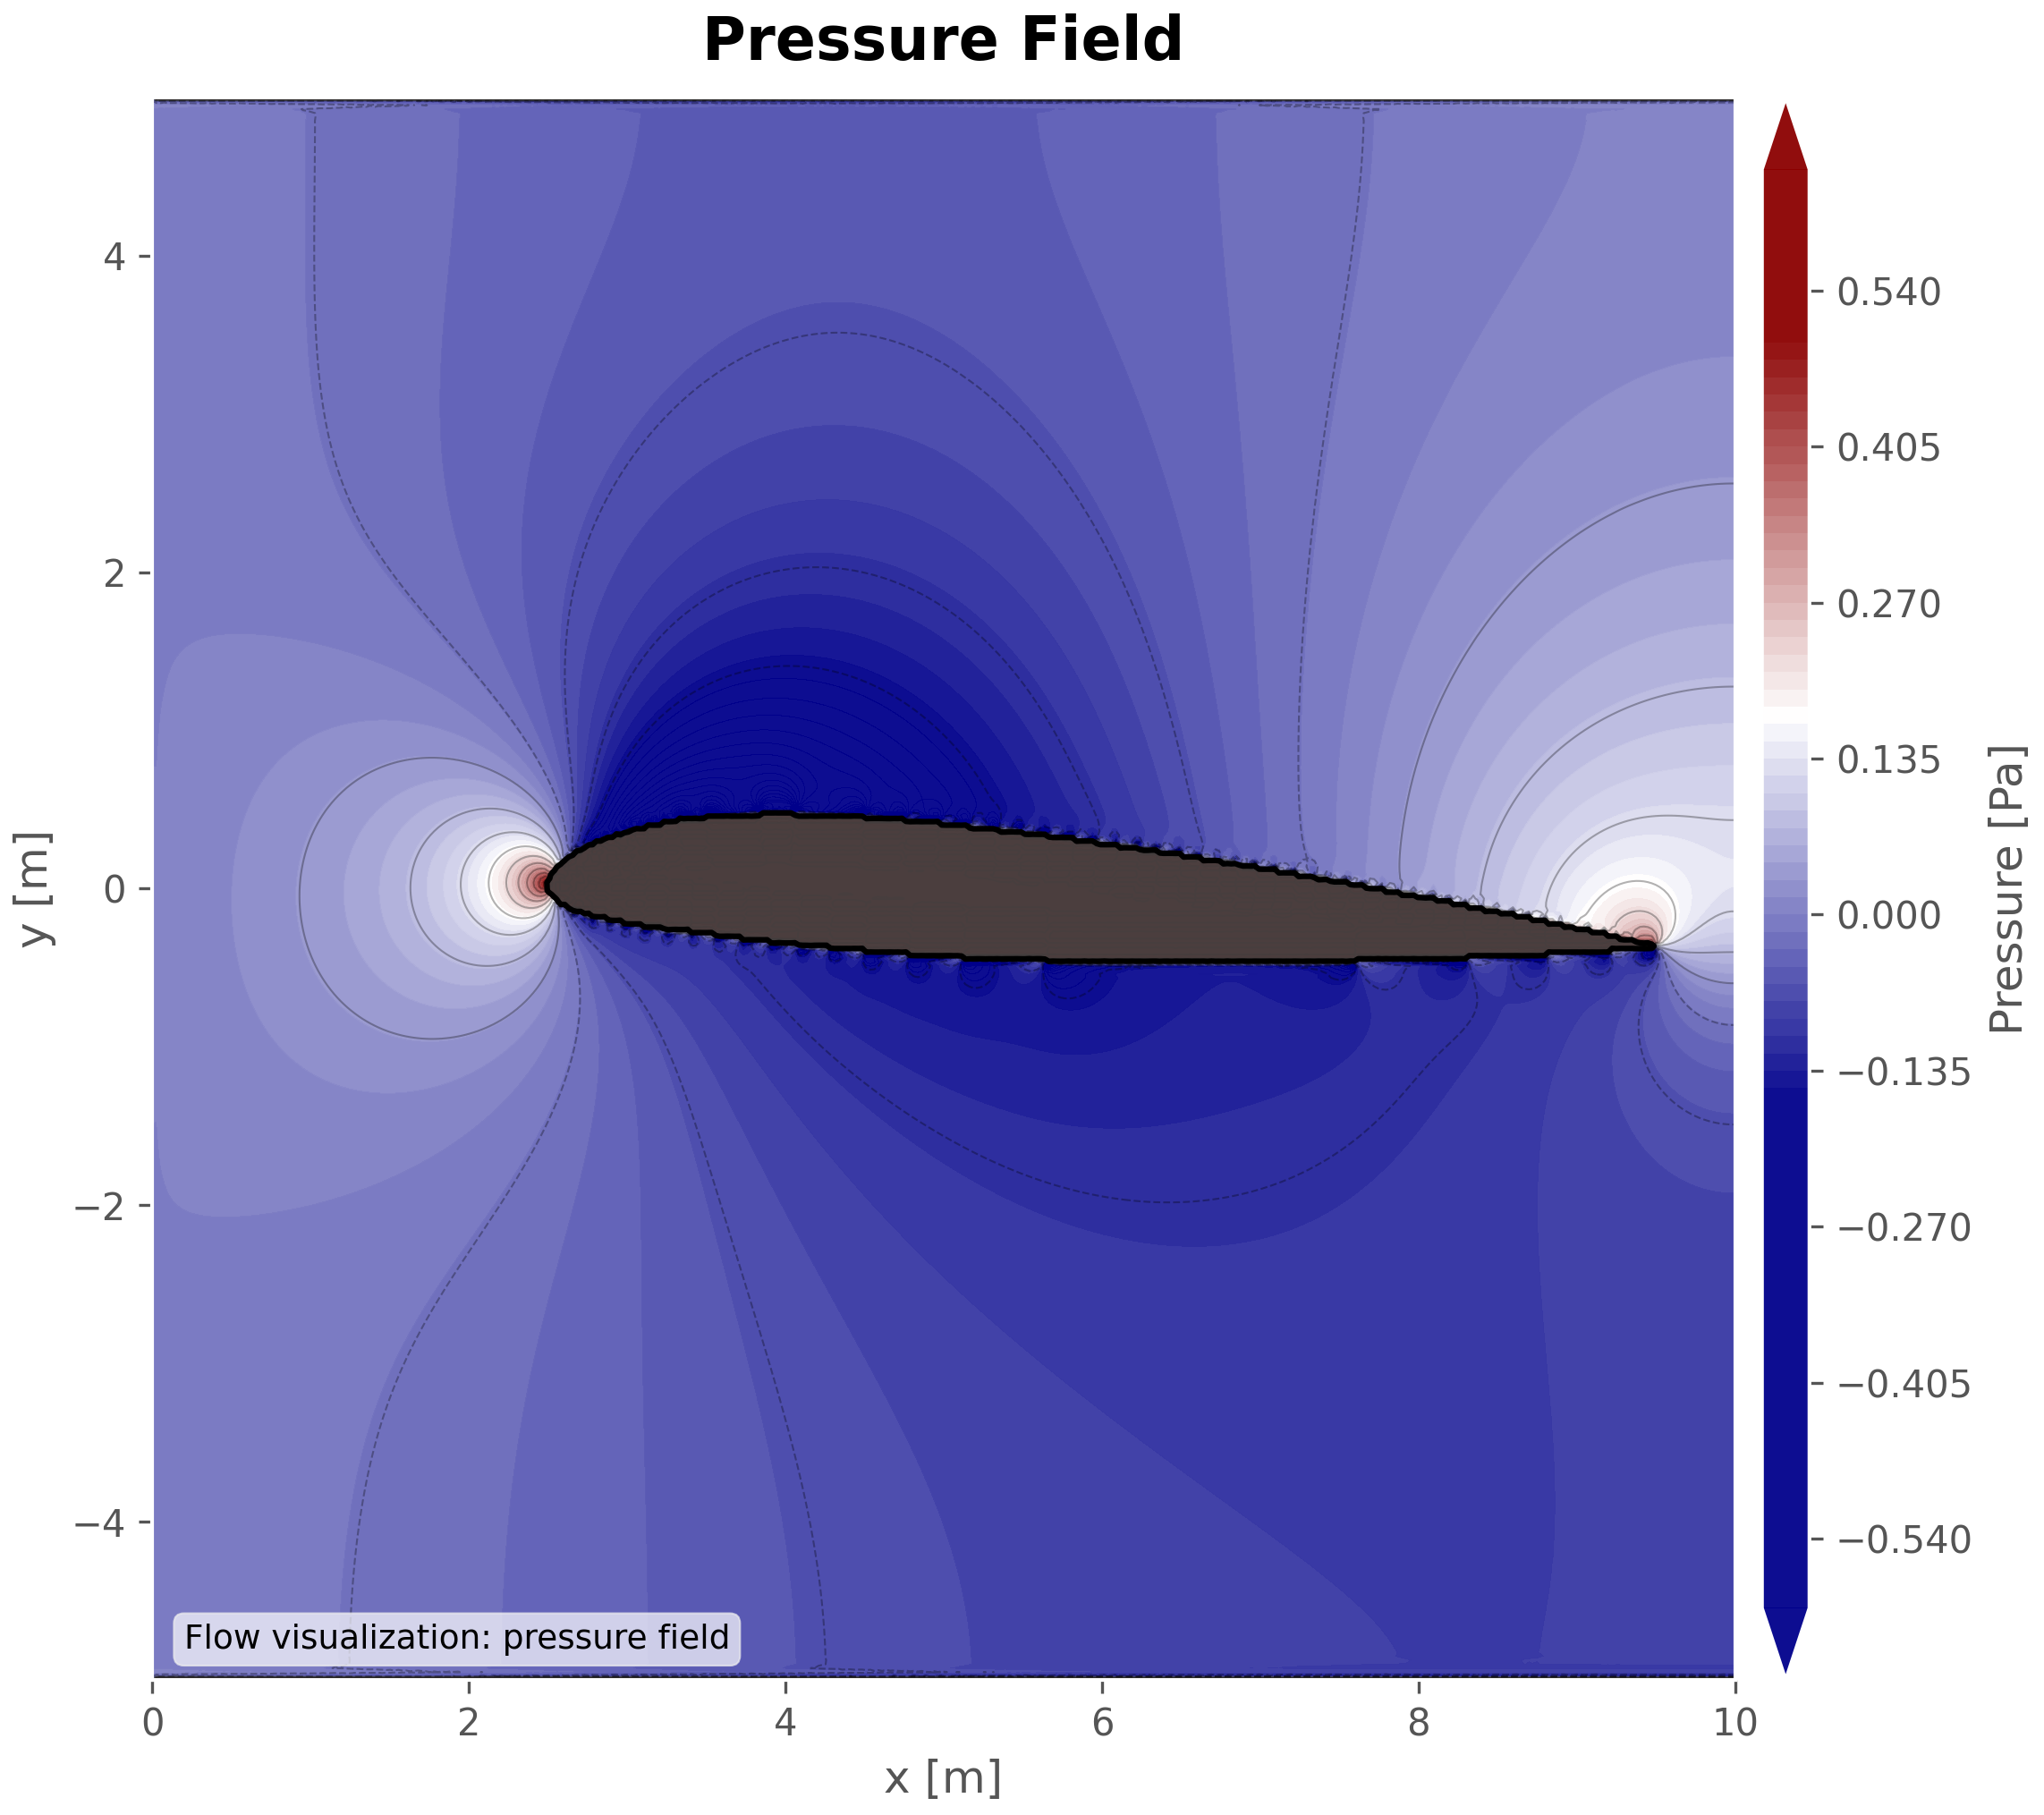 Pressure Field
4
2
0
−2
−4
y [m]
Flow visualization: pressure field
0 2 4 6 8 10
x [m]
0.540
0.405
0.270
0.135
0.000
−0.135
−0.270
−0.405
−0.540
Pressure [Pa]